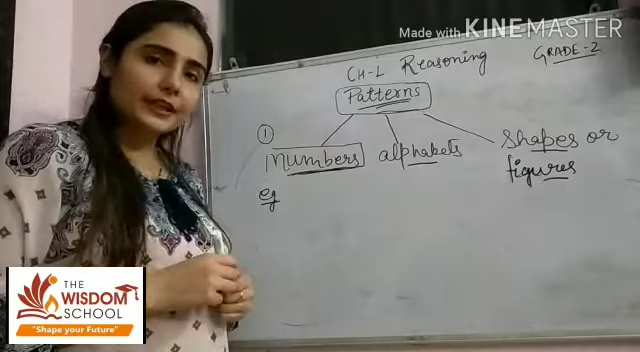 Made with KINEMASTER
GRADE-2
CH-1 Reasoning
Patterns
①
Numbers alphabets shapes or
figures
eg
THE
WISDOM
SCHOOL
"Shape your Future"